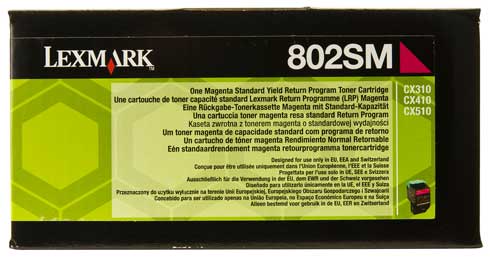 LEXMARK™
802SM
CX310
CX410
CX510
One Magenta Standard Yield Return Program Toner Cartridge
Une cartouche de toner capacité standard Lexmark Return Programme (LRP) Magenta
Eine Rückgabe-Tonerkassette Magenta mit Standard-Kapazität
Una cartuccia toner magenta resa standard Return Program
Kaseta zwrotna z tonerem magenta o standardowej wydajności
Um toner magenta de capacidade standard com programa de retorno
Un cartucho de tóner magenta Rendimiento Normal Retornable
Eén standaardrendement magenta retourprogramma tonercartridge
Designed for use only in EU, EEA and Switzerland
Conçue pour être utilisée uniquement dans l'Union Européenne, l'EEE et la Suisse
Progettata per l'uso solo in UE, SEE e Svizzera
Ausschließlich für die Verwendung in der EU, dem EWR und der Schweiz vorgesehen
Diseñado para utilizarlo únicamente en la UE, el EEE y Suiza
Przeznaczony do użytku wyłącznie na terenie Unii Europejskiej, Europejskiego Obszaru Gospodarczego i Szwajcarii
Concebido para ser utilizado apenas na União Europeia, no Espaço Económico Europeu e na Suíça
Alleen bestemd voor gebruik in de EU, EER en Zwitserland